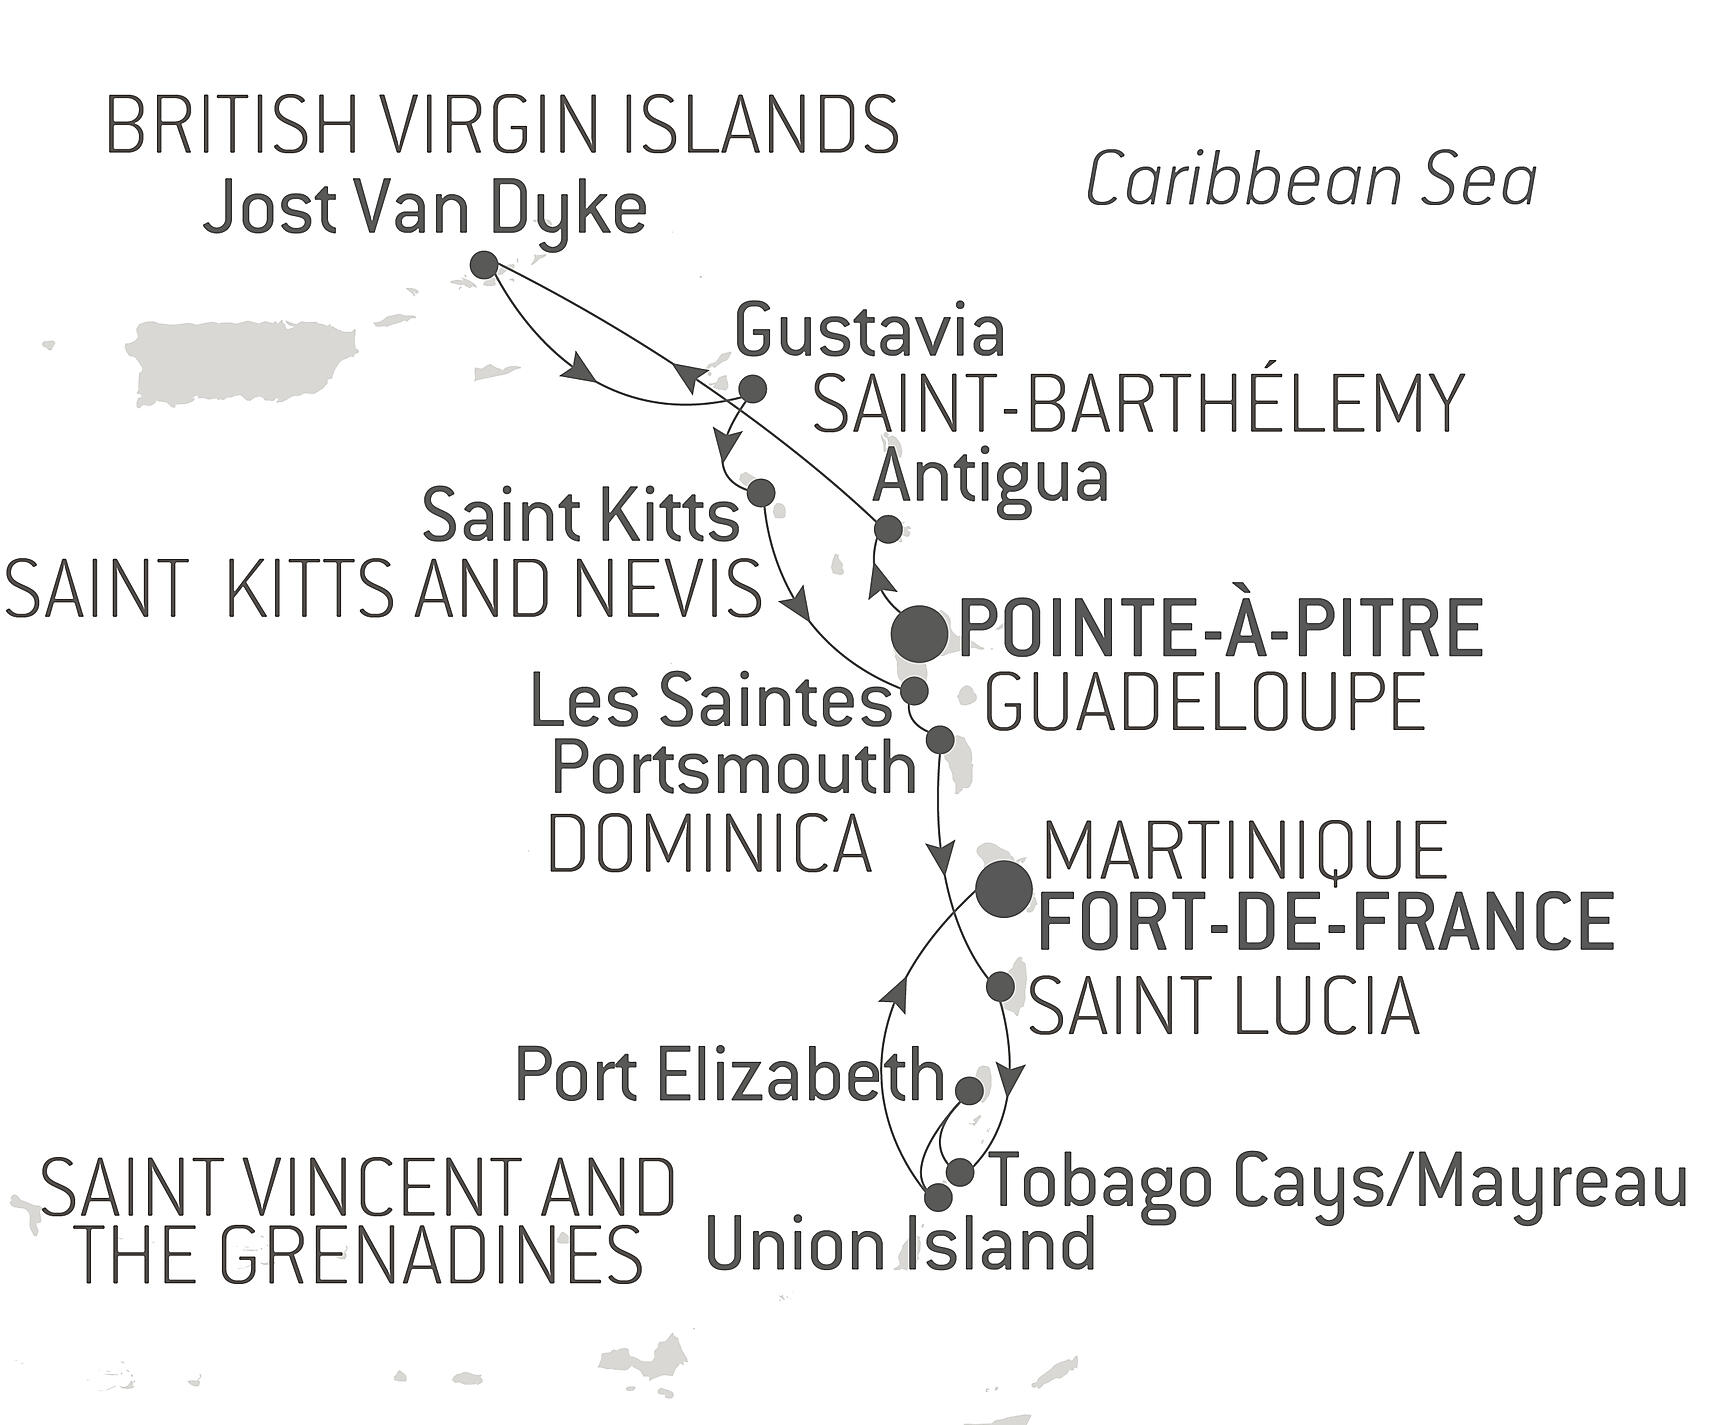 BRITISH VIRGIN ISLANDS
Jost Van Dyke
Caribbean Sea
Gustavia
SAINT-BARTHÉLEMY
Antigua
Saint Kitts
SAINT KITTS AND NEVIS
POINTE-À-PITRE
GUADELOUPE
Les Saintes
Portsmouth
DOMINICA
MARTINIQUE
FORT-DE-FRANCE
SAINT LUCIA
Port Elizabeth
Tobago Cays/Mayreau
SAINT VINCENT AND
THE GRENADINES
Union Island